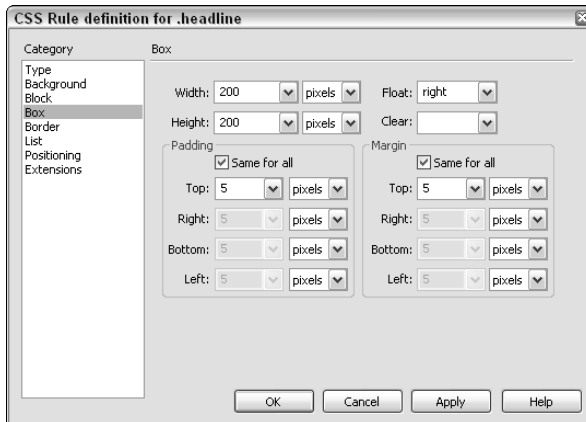 CSS Rule definition for .headline
Category
Type
Background
Block
Box
Border
List
Positioning
Extensions
Box
Width: 200 pixels Float: right
Height: 200 pixels Clear:
Padding
Same for all
Top: 5 pixels
Right: 5 pixels
Bottom: 5 pixels
Left: 5 pixels
Margin
Same for all
Top: 5 pixels
Right: 5 pixels
Bottom: 5 pixels
Left: 5 pixels
OK Cancel Apply Help